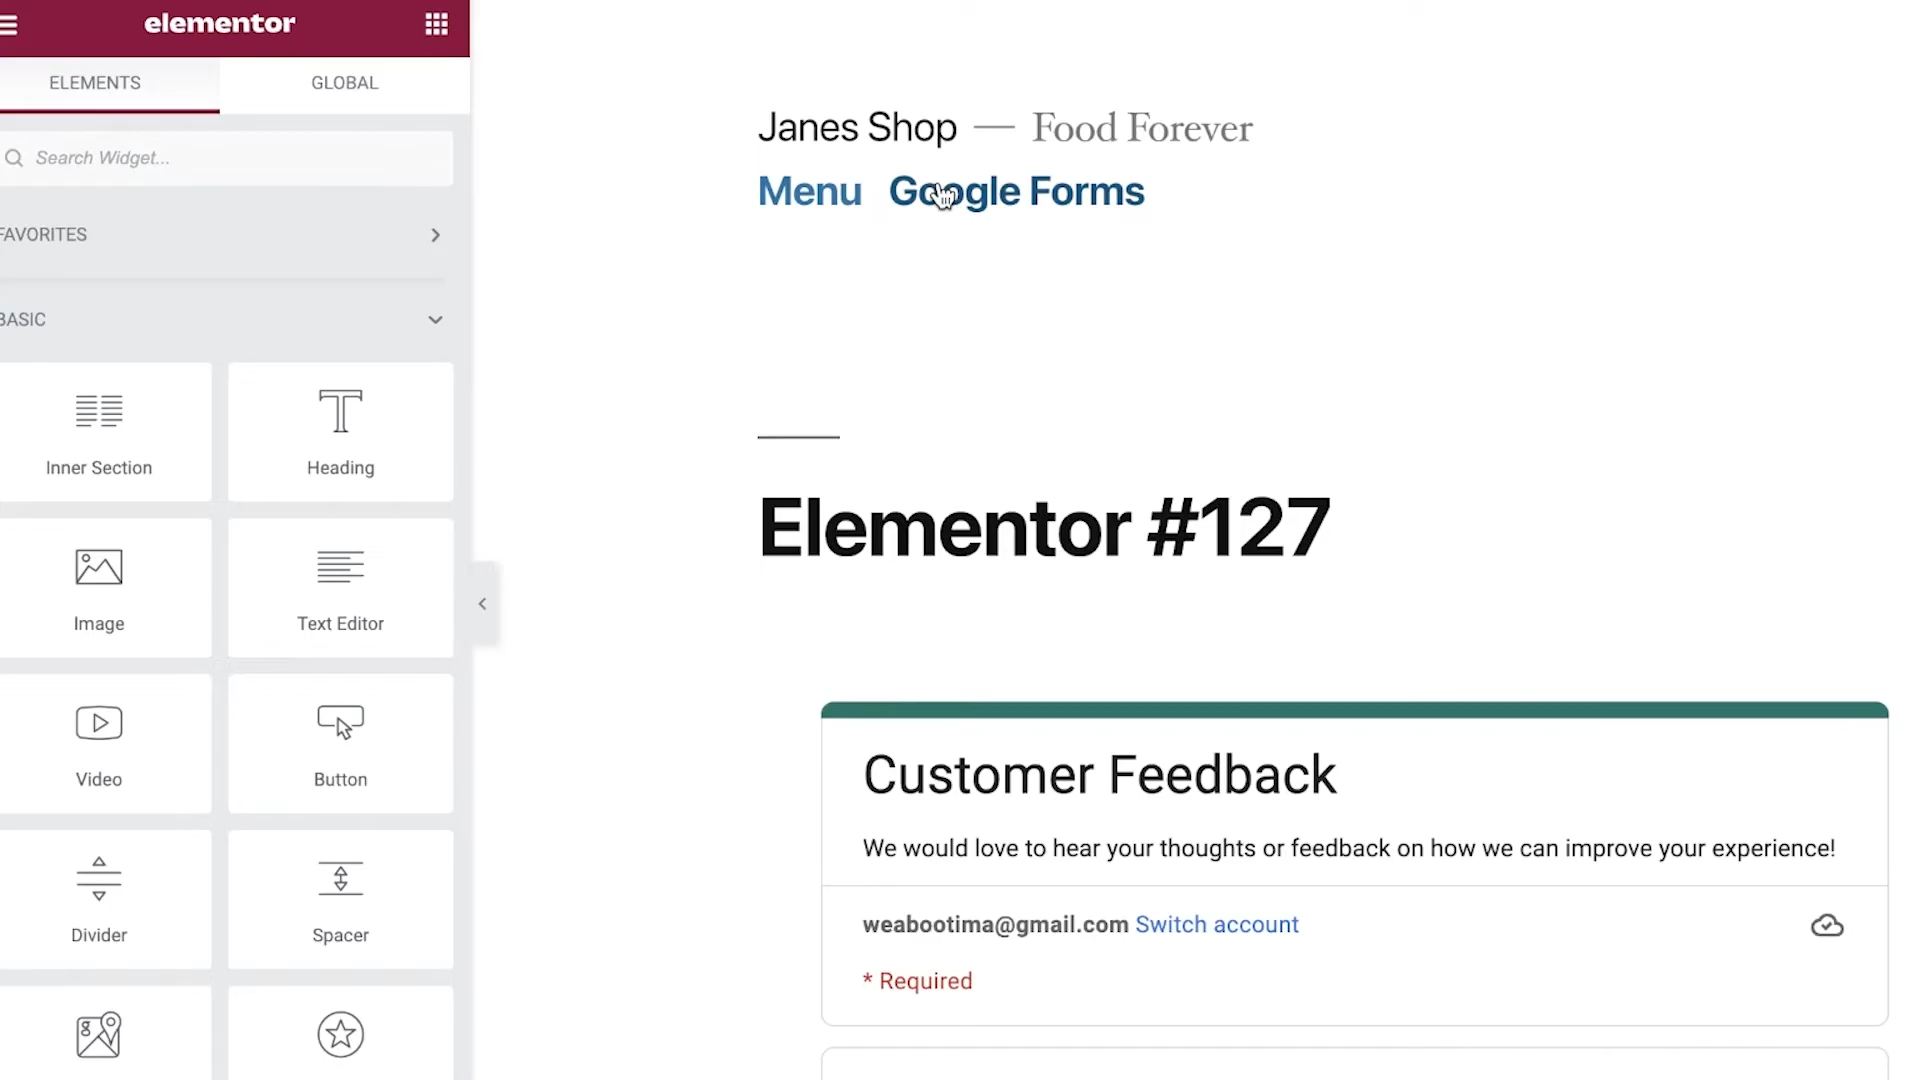 elementor
ELEMENTS
GLOBAL
Search Widget...
FAVORITES
BASIC
Inner Section
Heading
Image
Text Editor
Video
Button
Divider
Spacer
Janes Shop — Food Forever
Menu Google Forms
Elementor #127
Customer Feedback
We would love to hear your thoughts or feedback on how we can improve your experience!
weabootima@gmail.com Switch account
* Required